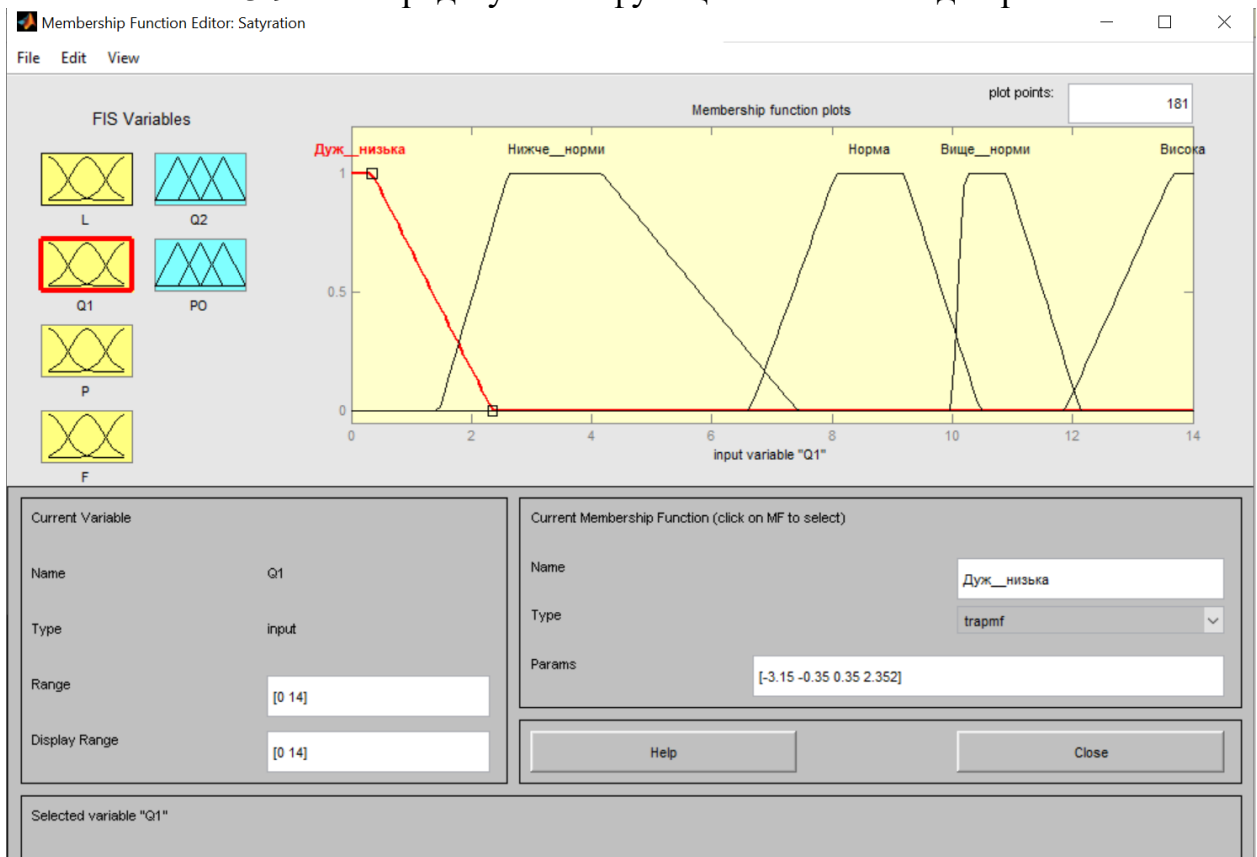 Membership Function Editor: Satyration
File Edit View
FIS Variables
L
Q2
Q1
PO
P
F
Membership function plots
plot points:
181
Дуж__низька
Нижче__норми
Норма
Вище__норми
Висока
1
0.5
0
0 2 4 6 8 10 12 14
input variable "Q1"
Current Variable
Name Q1
Type input
Range [0 14]
Display Range [0 14]
Current Membership Function (click on MF to select)
Name Дуж__низька
Type trapmf
Params [-3.15 -0.35 0.35 2.352]
Help
Close
Selected variable "Q1"